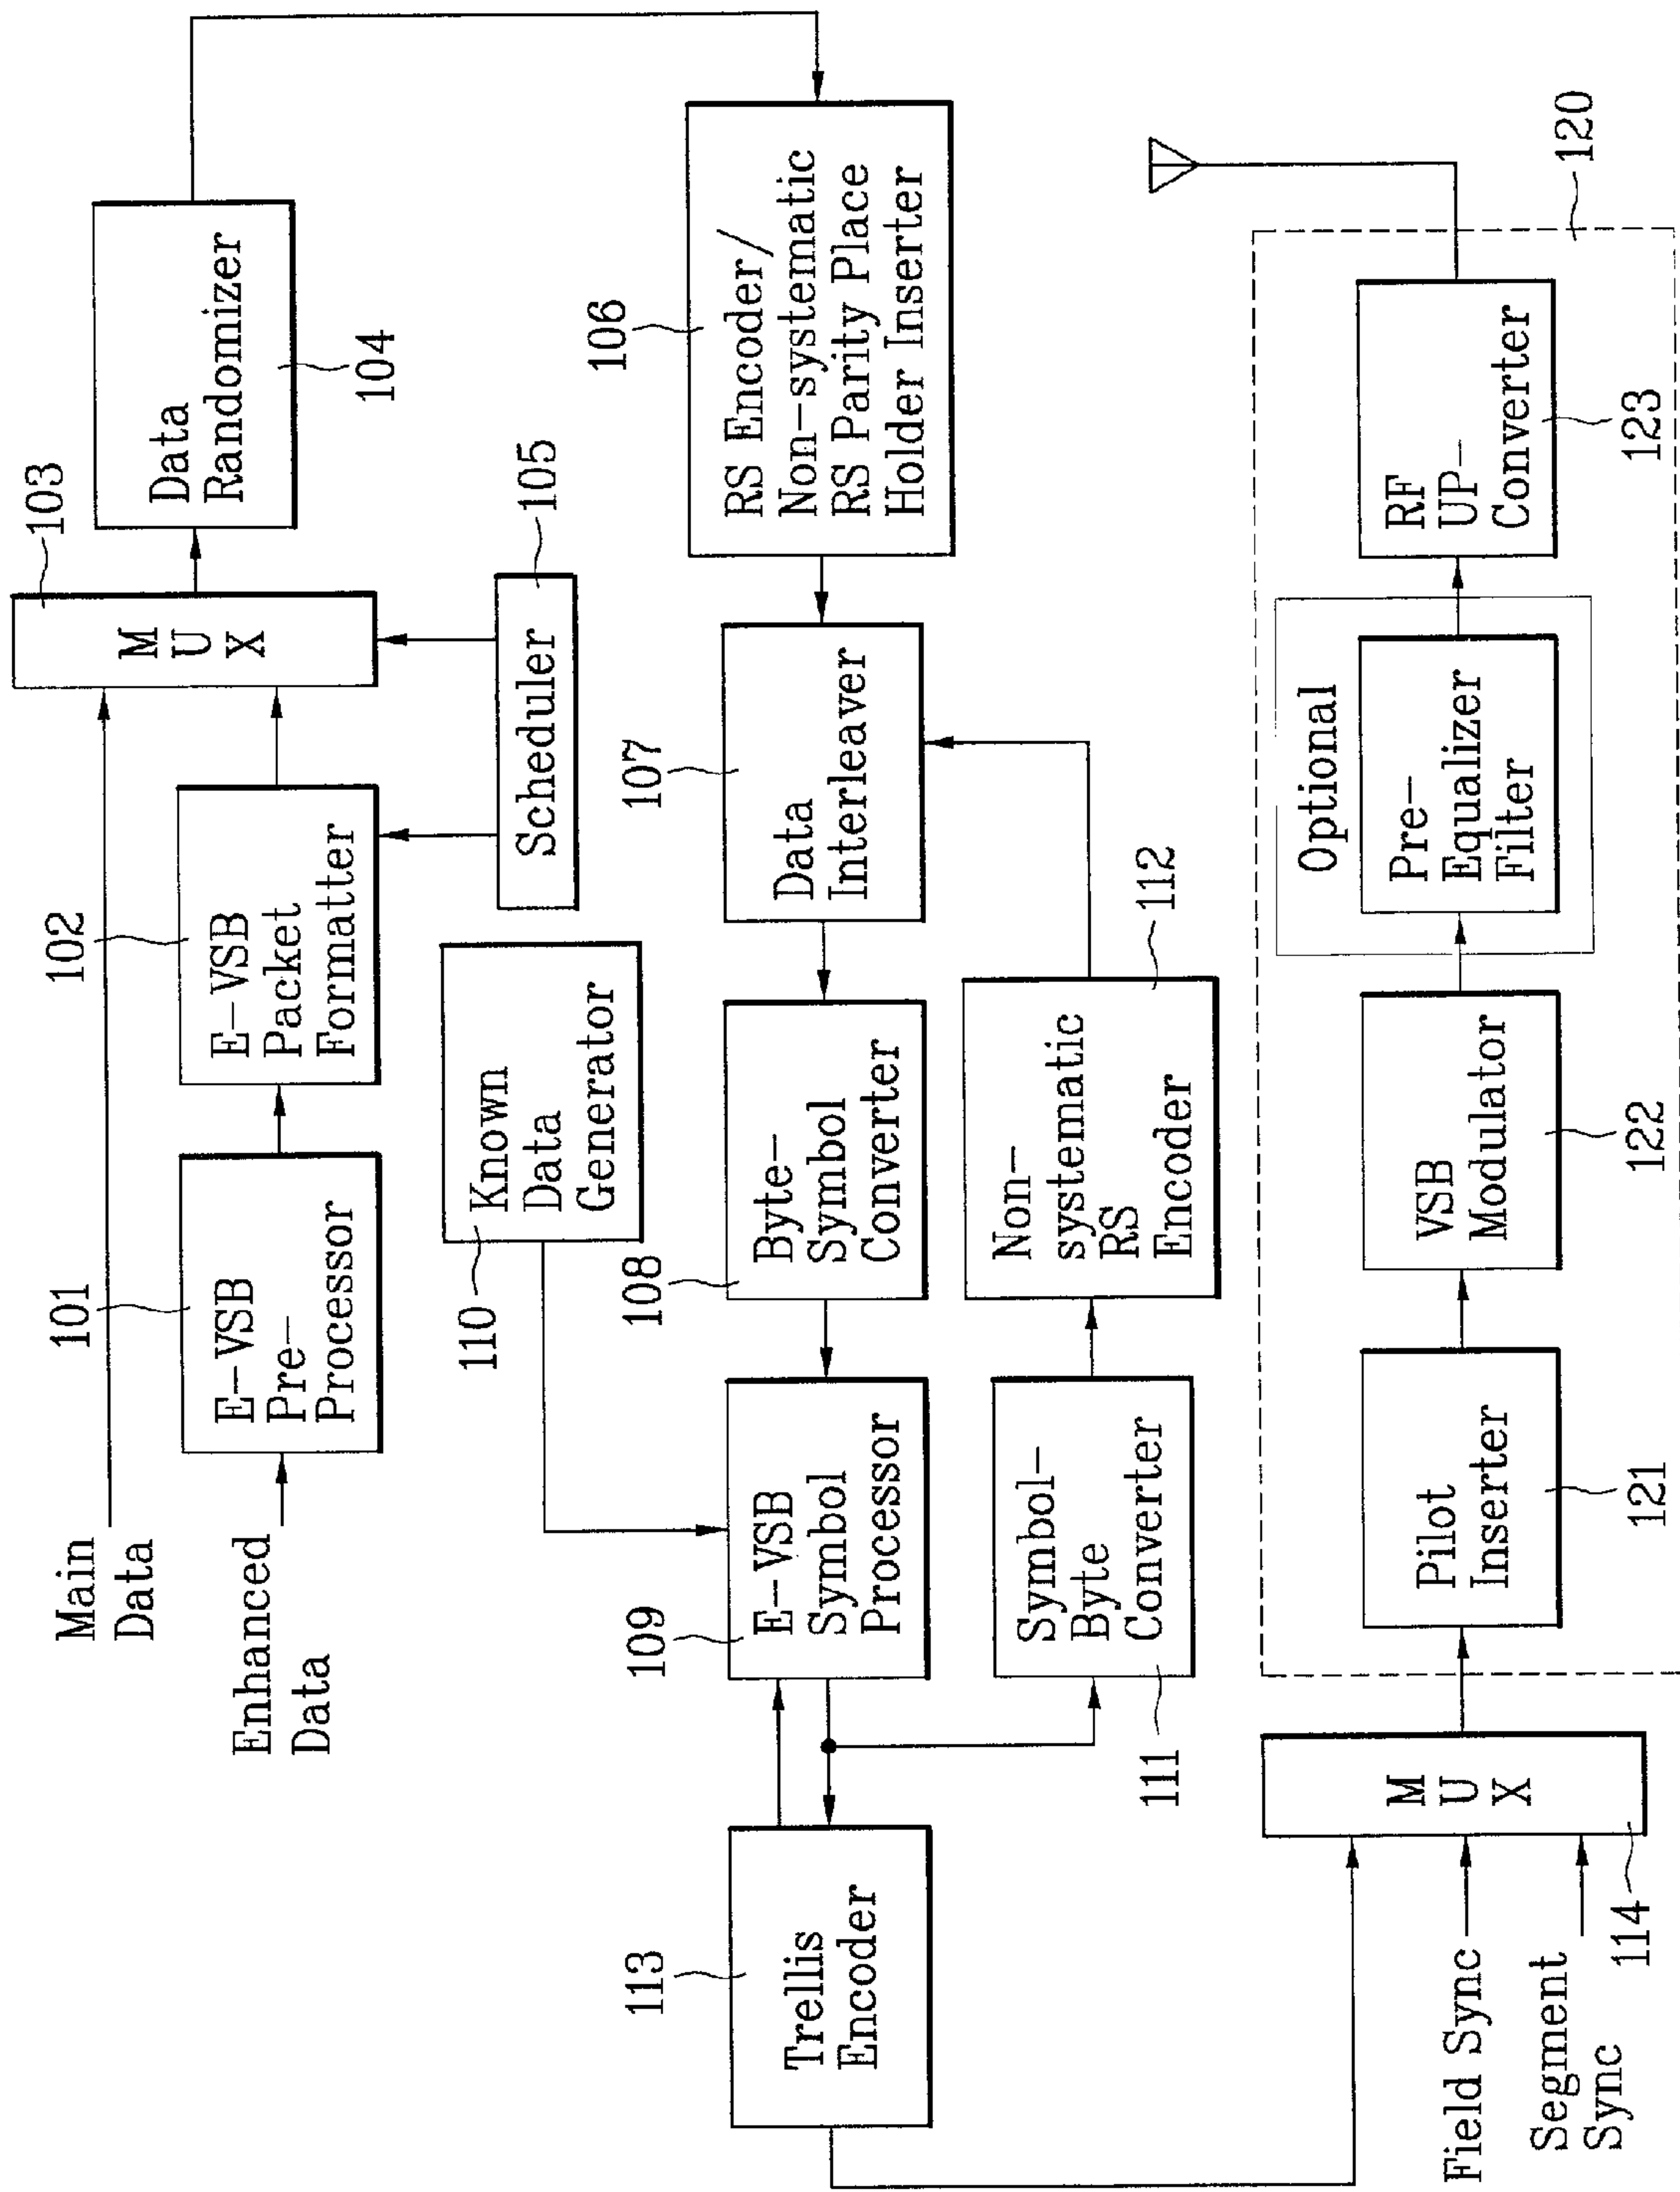 Main
Data
Enhanced
Data
101
E-VSB
Pre-
Processor
102
E-VSB
Packet
Formatter
103
M
U
X
Data
Randomizer
104
Scheduler
105
110
Known
Data
Generator
106
RS Encoder/
Non-systematic
RS Parity Place
Holder Inserter
107
Data
Interleaver
108
Byte-
Symbol
Converter
109
E-VSB
Symbol
Processor
113
Trellis
Encoder
111
Symbol-
Byte
Converter
112
Non-
systematic
RS
Encoder
Field Sync
Segment
Sync
114
M
U
X
Pilot
Inserter
121
VSB
Modulator
122
Optional
Pre-
Equalizer
Filter
RF
UP-
Converter
123
120